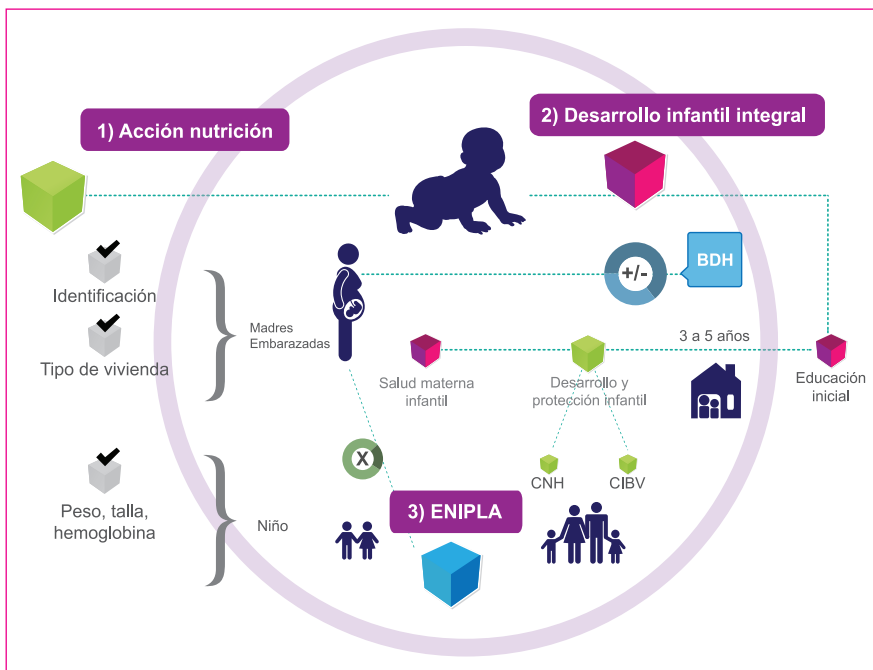 1) Acción nutrición
2) Desarrollo infantil integral
BDH
+/-
Identificación
Tipo de vivienda
Madres
Embarazadas
3 a 5 años
Salud materna
infantil
Desarrollo y
protección infantil
Educación
inicial
X
CNH
CIBV
Peso, talla,
hemoglobina
Niño
3) ENIPLA